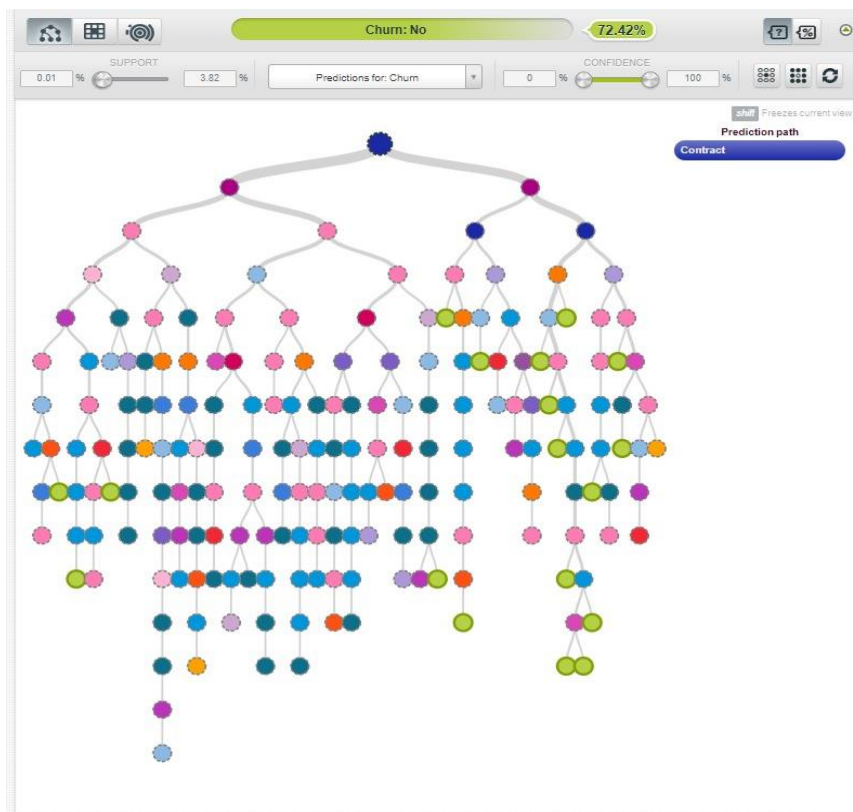 Churn: No
72.42%
? %
SUPPORT
CONFIDENCE
0.01 %
3.82 %
Predictions for: Churn
0 %
100 %
shift Freezes current view
Prediction path
Contract